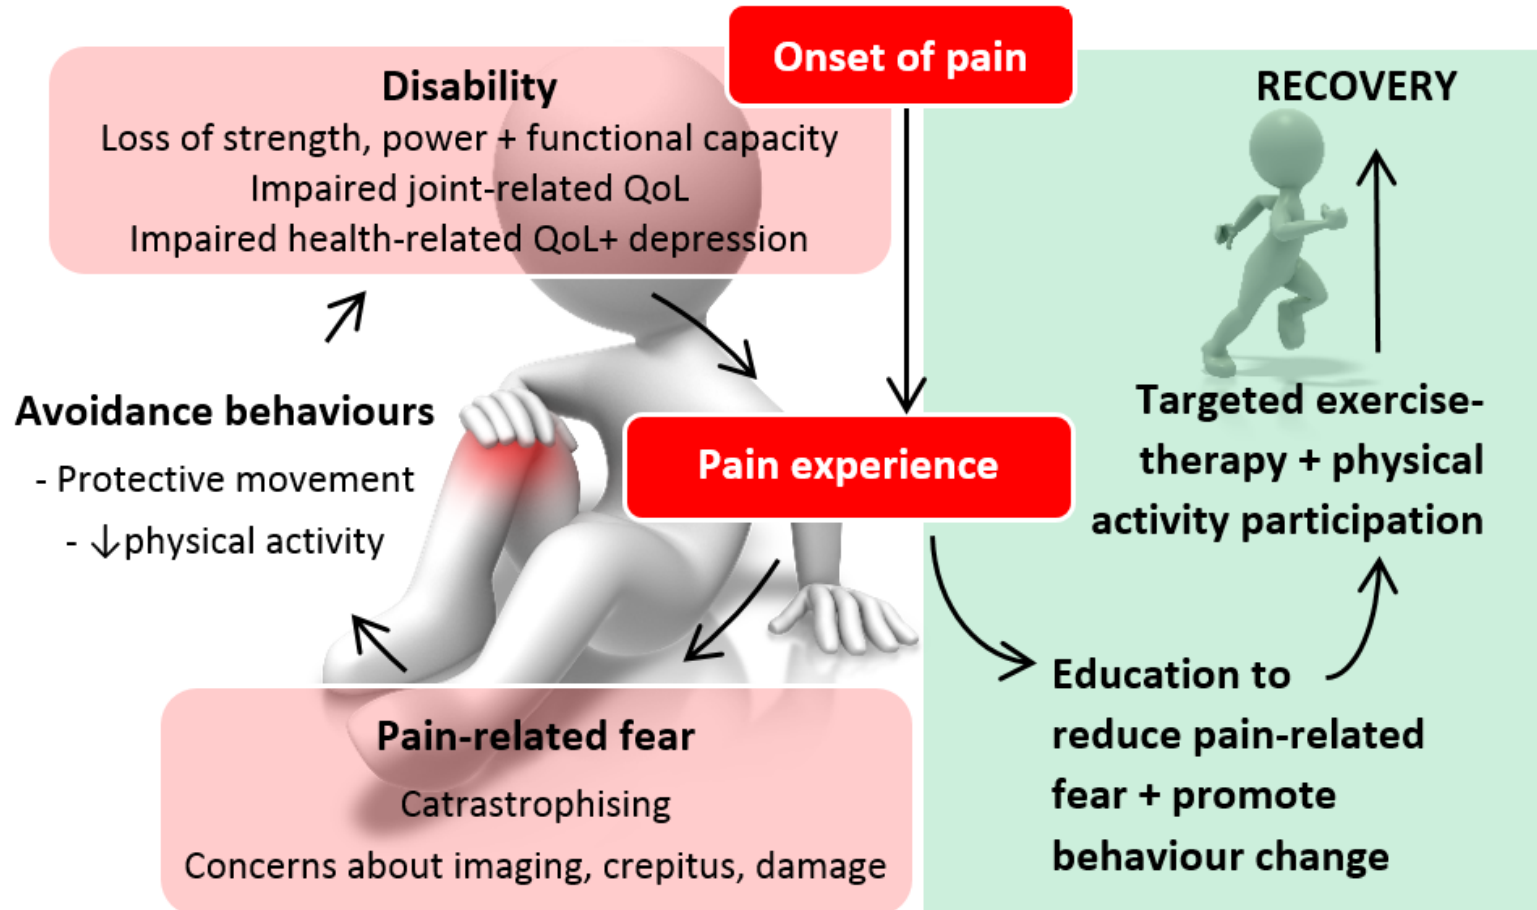 Onset of pain
Disability
Loss of strength, power + functional capacity
Impaired joint-related QoL
Impaired health-related QoL+ depression
Avoidance behaviours
- Protective movement
- ↓physical activity
Pain experience
Pain-related fear
Catrastrophising
Concerns about imaging, crepitus, damage
RECOVERY
Targeted exercise-
therapy + physical
activity participation
Education to
reduce pain-related
fear + promote
behaviour change